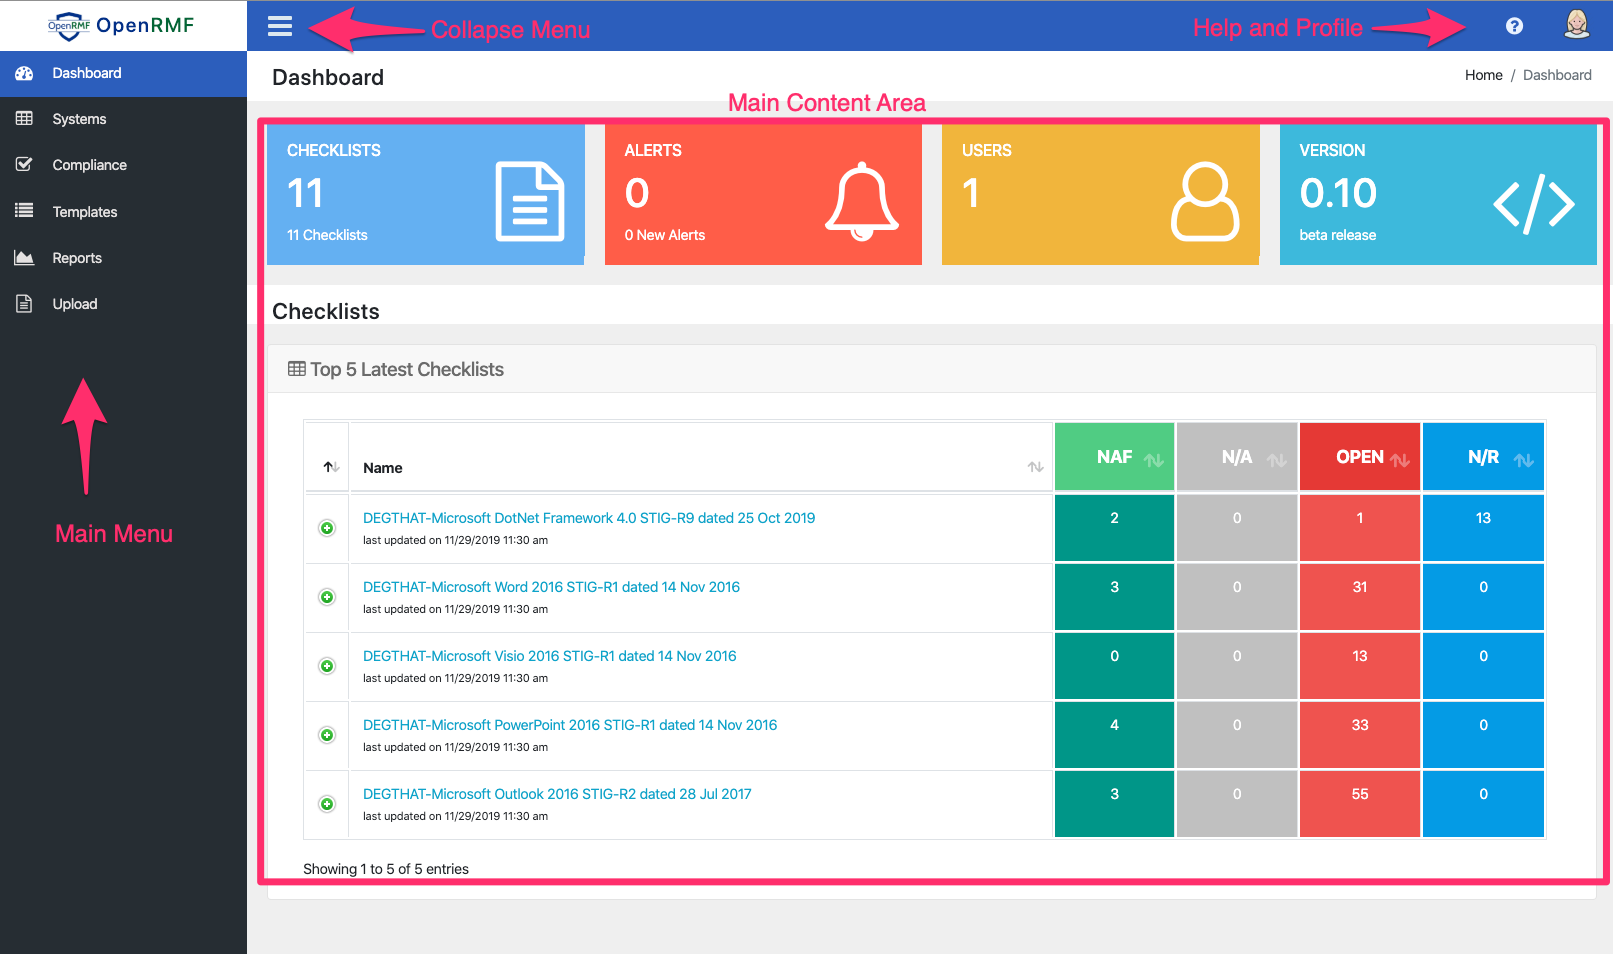 OpenRMF OpenRMF
Collapse Menu
Help and Profile
?
Dashboard
Systems
Compliance
Templates
Reports
Upload
Main Menu
Dashboard
Home / Dashboard
Main Content Area
CHECKLISTS
11
11 Checklists
ALERTS
0
0 New Alerts
USERS
1
VERSION
0.10
beta release
</>
Checklists
Top 5 Latest Checklists
Name NAF N/A OPEN N/R
DEGTHAT-Microsoft DotNet Framework 4.0 STIG-R9 dated 25 Oct 2019 2 0 1 13
last updated on 11/29/2019 11:30 am
DEGTHAT-Microsoft Word 2016 STIG-R1 dated 14 Nov 2016 3 0 31 0
last updated on 11/29/2019 11:30 am
DEGTHAT-Microsoft Visio 2016 STIG-R1 dated 14 Nov 2016 0 0 13 0
last updated on 11/29/2019 11:30 am
DEGTHAT-Microsoft PowerPoint 2016 STIG-R1 dated 14 Nov 2016 4 0 33 0
last updated on 11/29/2019 11:30 am
DEGTHAT-Microsoft Outlook 2016 STIG-R2 dated 28 Jul 2017 3 0 55 0
last updated on 11/29/2019 11:30 am
Showing 1 to 5 of 5 entries